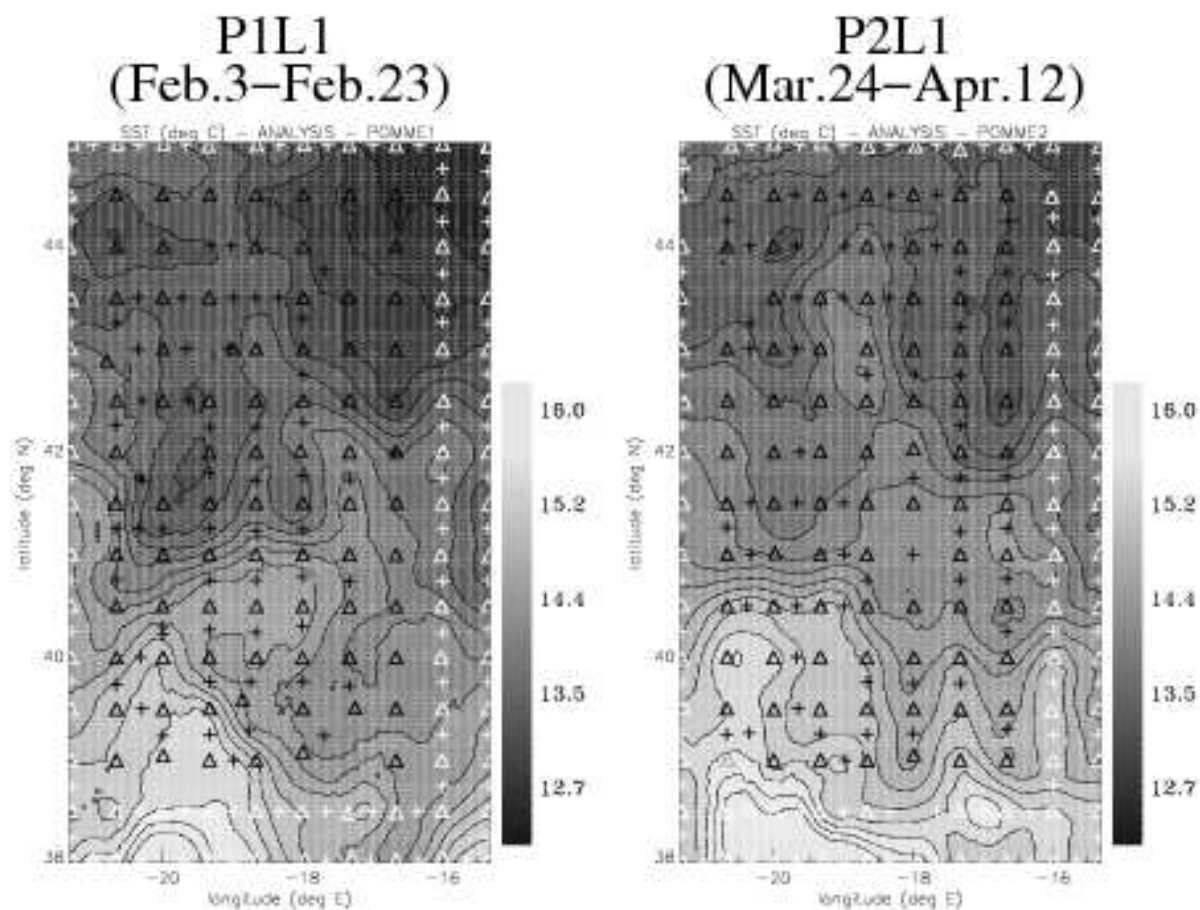 P1L1
(Feb.3−Feb.23)
SST (deg C) − ANALYSIS − POMME1
44
42
40
38
latitude (deg N)
−20
−18
−16
longitude (deg E)
16.0
15.2
14.4
13.5
12.7
P2L1
(Mar.24−Apr.12)
SST (deg C) − ANALYSIS − POMME2
44
42
40
38
latitude (deg N)
−20
−18
−16
longitude (deg E)
16.0
15.2
14.4
13.5
12.7